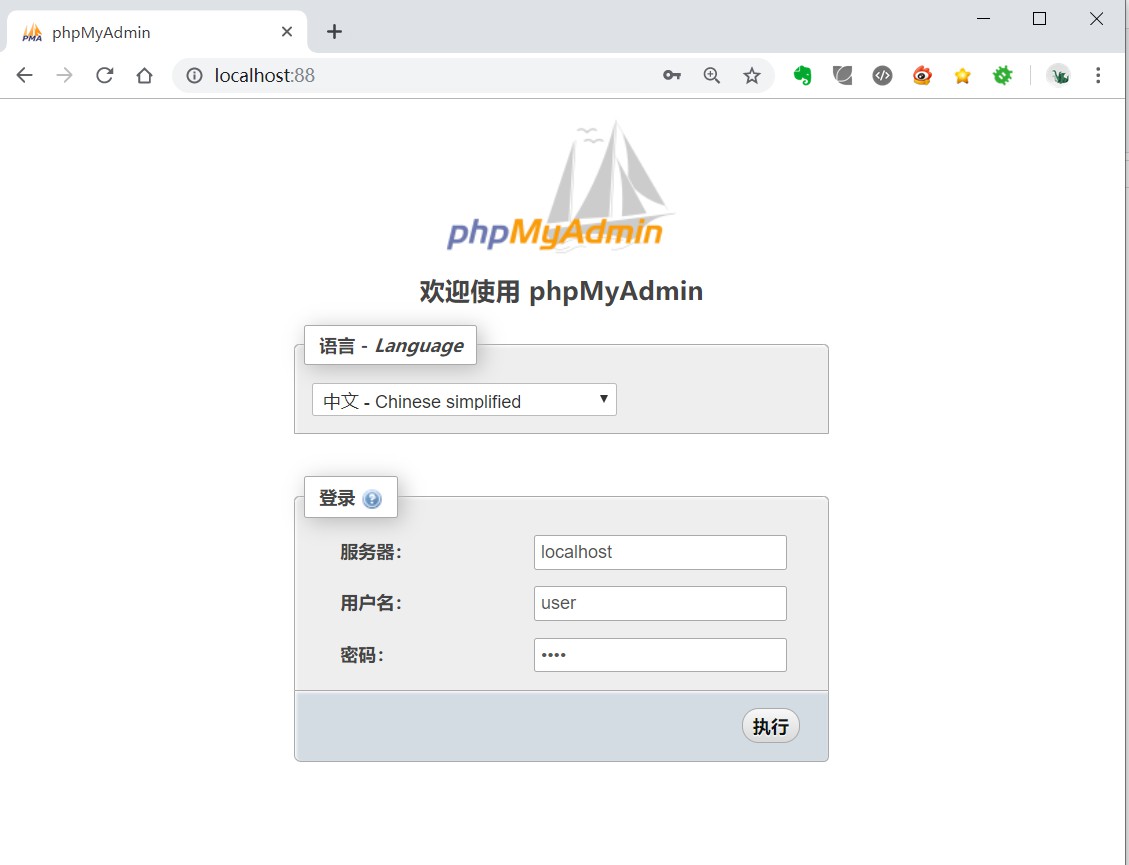 phpMyAdmin
localhost:88
phpMyAdmin
欢迎使用 phpMyAdmin
语言 - Language
中文 - Chinese simplified
登录
服务器：
localhost
用户名：
user
密码：
••••
执行